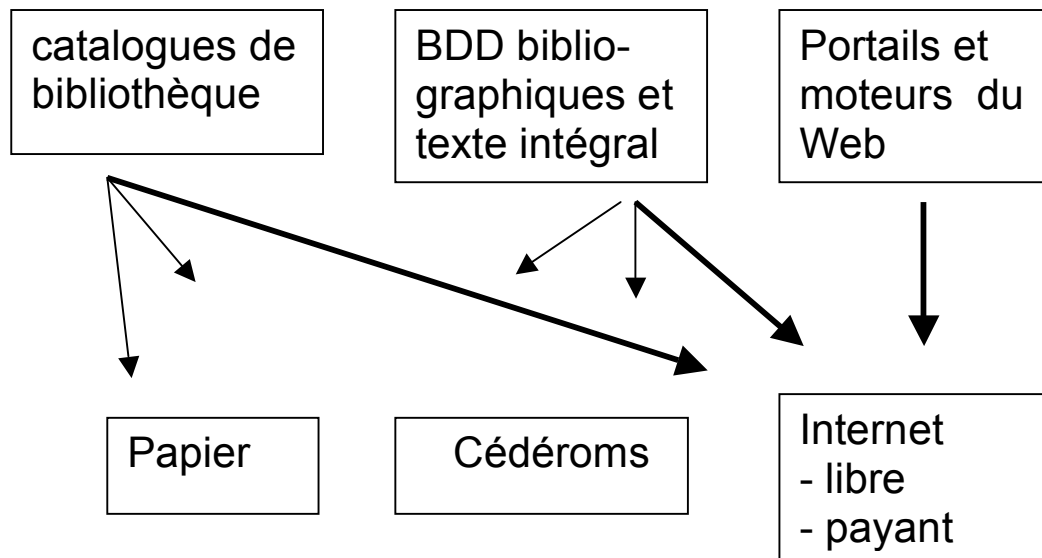 catalogues de
bibliothèque
BDD biblio-
graphiques et
texte intégral
Portails et
moteurs du
Web
Papier
Cédéroms
Internet
- libre
- payant